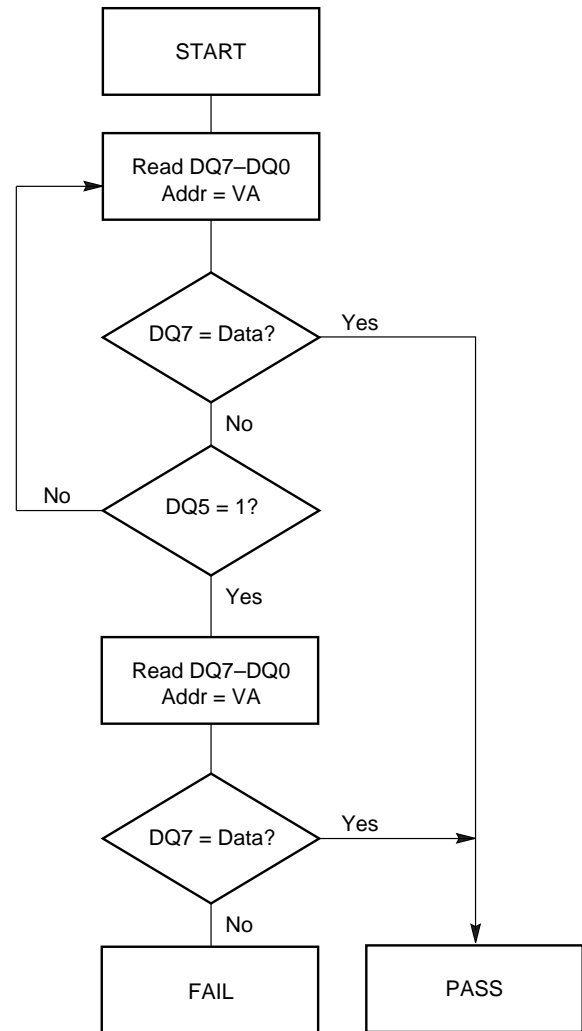 START
Read DQ7–DQ0
Addr = VA
DQ7 = Data?
Yes
No
No
DQ5 = 1?
Yes
Read DQ7–DQ0
Addr = VA
DQ7 = Data?
Yes
No
FAIL
PASS